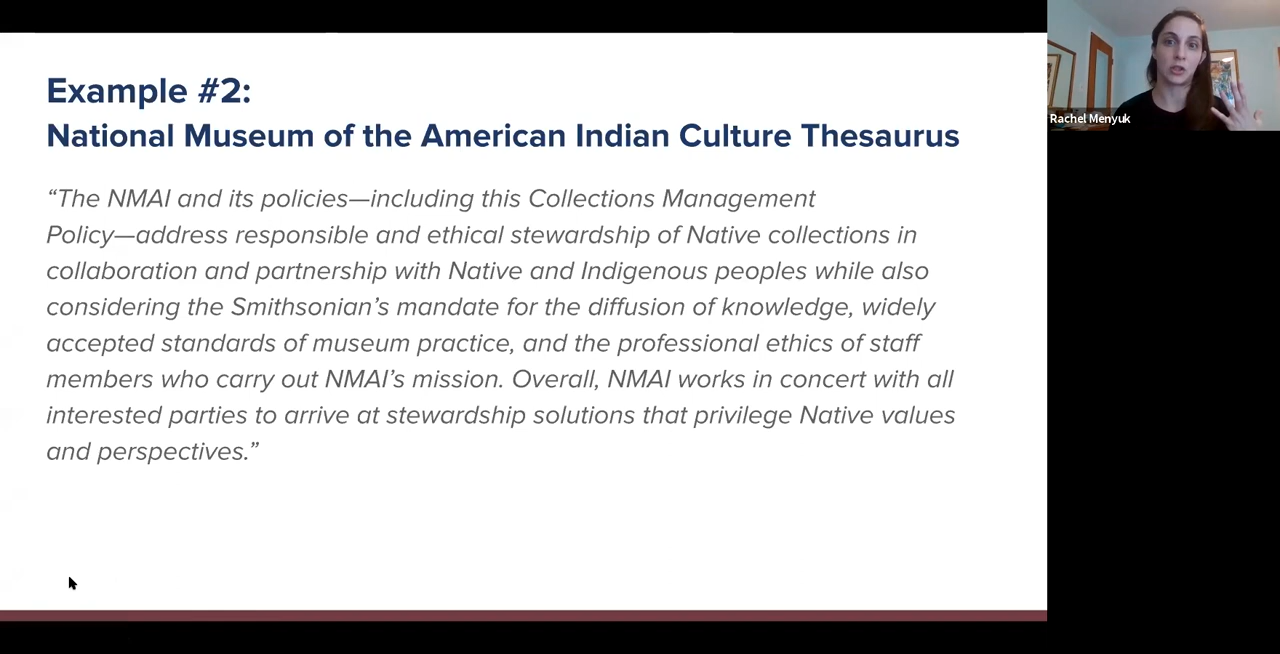 Example #2:
National Museum of the American Indian Culture Thesaurus
“The NMAI and its policies—including this Collections Management
Policy—address responsible and ethical stewardship of Native collections in
collaboration and partnership with Native and Indigenous peoples while also
considering the Smithsonian’s mandate for the diffusion of knowledge, widely
accepted standards of museum practice, and the professional ethics of staff
members who carry out NMAI’s mission. Overall, NMAI works in concert with all
interested parties to arrive at stewardship solutions that privilege Native values
and perspectives.”
Rachel Menyuk